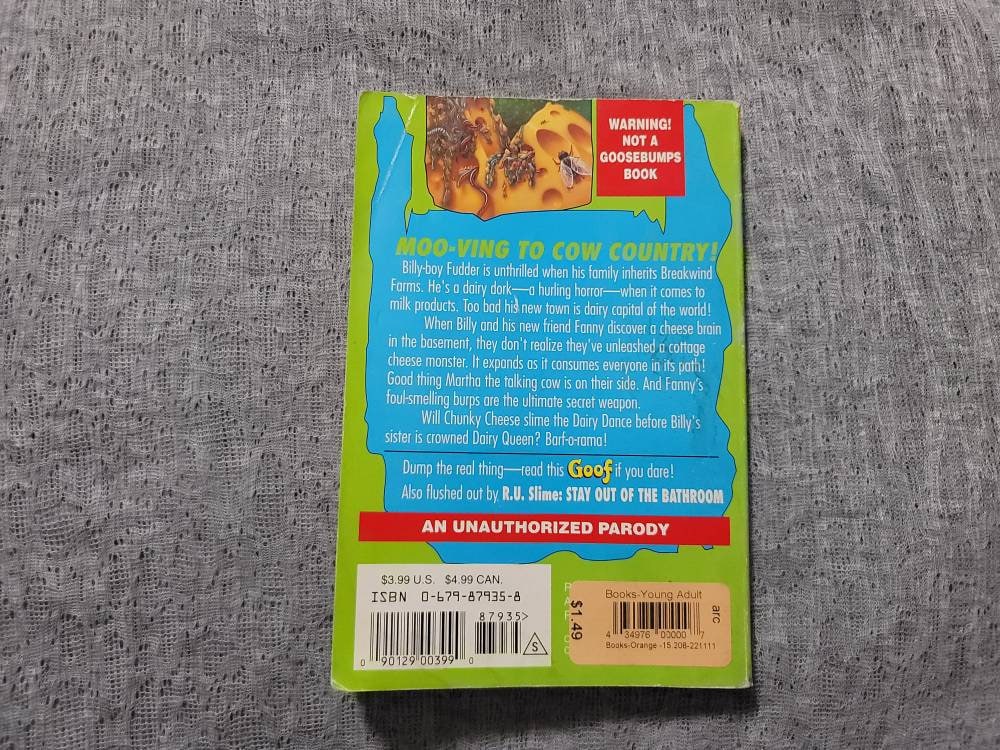 WARNING!
NOT A
GOOSEBUMPS
BOOK
MOO-VING TO COW COUNTRY!
Billy-boy Fudder is unthrilled when his family inherits Breakwind
Farms. He's a dairy dork—a hurling horror—when it comes to
milk products. Too bad his new town is dairy capital of the world!
When Billy and his new friend Fanny discover a cheese brain
in the basement, they don't realize they've unleashed a cottage
cheese monster. It expands as it consumes everyone in its path!
Good thing Martha the talking cow is on their side. And Fanny's
foul-smelling burps are the ultimate secret weapon.
Will Chunky Cheese slime the Dairy Dance before Billy's
sister is crowned Dairy Queen? Barf-o-rama!
Dump the real thing—read this Goof if you dare!
Also flushed out by R.U. Slime: STAY OUT OF THE BATHROOM
AN UNAUTHORIZED PARODY
$3.99 U.S. $4.99 CAN.
ISBN 0-679-87935-8
87935>
0 90129 00399 0
S
Books-Young Adult
$1.49
arc
4 34976 00000 7
Books-Orange -15 208-221111